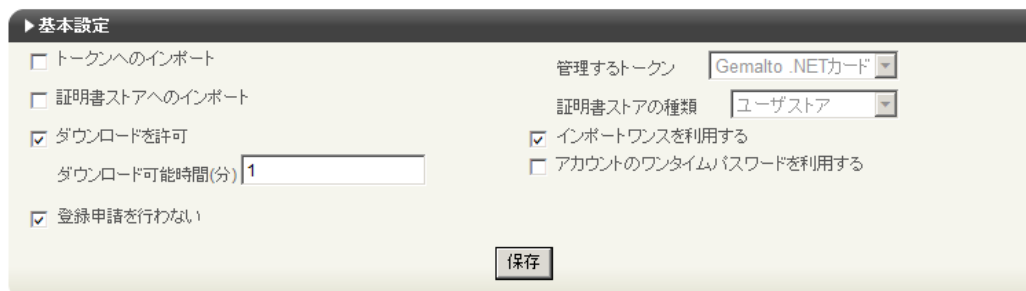 ▶基本設定
トークンへのインポート
管理するトークン Gemalto .NETカード
証明書ストアへのインポート
証明書ストアの種類 ユーザストア
ダウンロードを許可
インポートワンスを利用する
ダウンロード可能時間(分) 1
アカウントのワンタイムパスワードを利用する
登録申請を行わない
保存